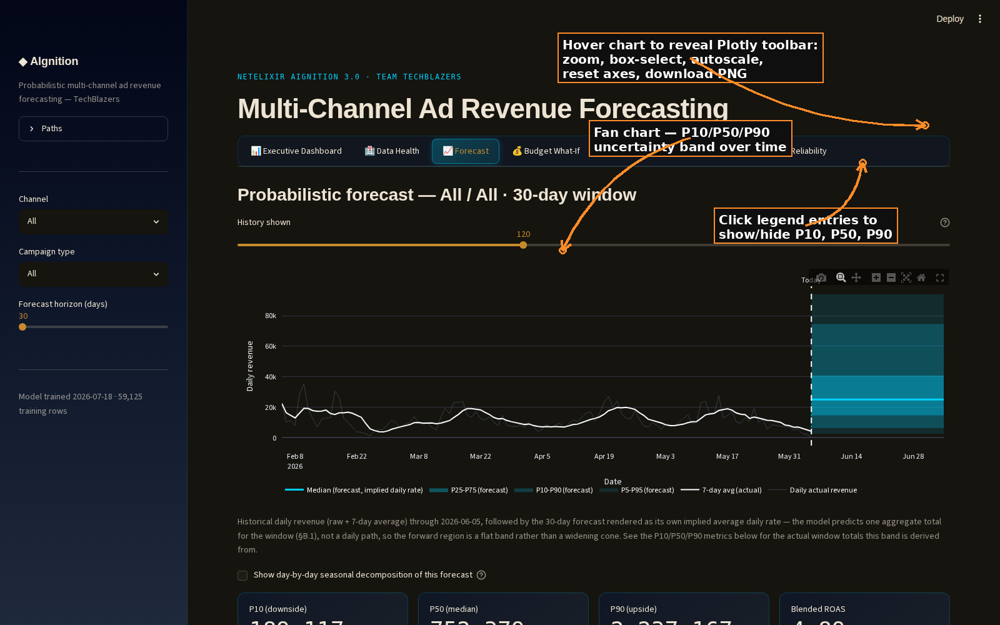 Deploy
◆ AIgnition
Probabilistic multi-channel ad revenue
forecasting — TechBlazers
Paths
Channel
All
Campaign type
All
Forecast horizon (days)
30
Model trained 2026-07-18 · 59,125
training rows
Hover chart to reveal Plotly toolbar:
zoom, box-select, autoscale,
reset axes, download PNG
NETELIXIR AIGNITION 3.0 · TEAM TECHBLAZERS
Multi-Channel Ad Revenue Forecasting
Fan chart — P10/P50/P90
uncertainty band over time
Executive Dashboard
Data Health
Forecast
Budget What-If
Reliability
Probabilistic forecast — All / All · 30-day window
Click legend entries to
show/hide P10, P50, P90
History shown
120
Today
80k
60k
40k
20k
0
Daily revenue
Feb 8
2026
Feb 22
Mar 8
Mar 22
Apr 5
Apr 19
May 3
May 17
May 31
Jun 14
Jun 28
Date
Median (forecast, implied daily rate)
P25-P75 (forecast)
P10-P90 (forecast)
P5-P95 (forecast)
7-day avg (actual)
Daily actual revenue
Historical daily revenue (raw + 7-day average) through 2026-06-05, followed by the 30-day forecast rendered as its own implied average daily rate — the model predicts one aggregate total
for the window (§B.1), not a daily path, so the forward region is a flat band rather than a widening cone. See the P10/P50/P90 metrics below for the actual window totals this band is derived
from.
Show day-by-day seasonal decomposition of this forecast
P10 (downside)
P50 (median)
P90 (upside)
Blended ROAS